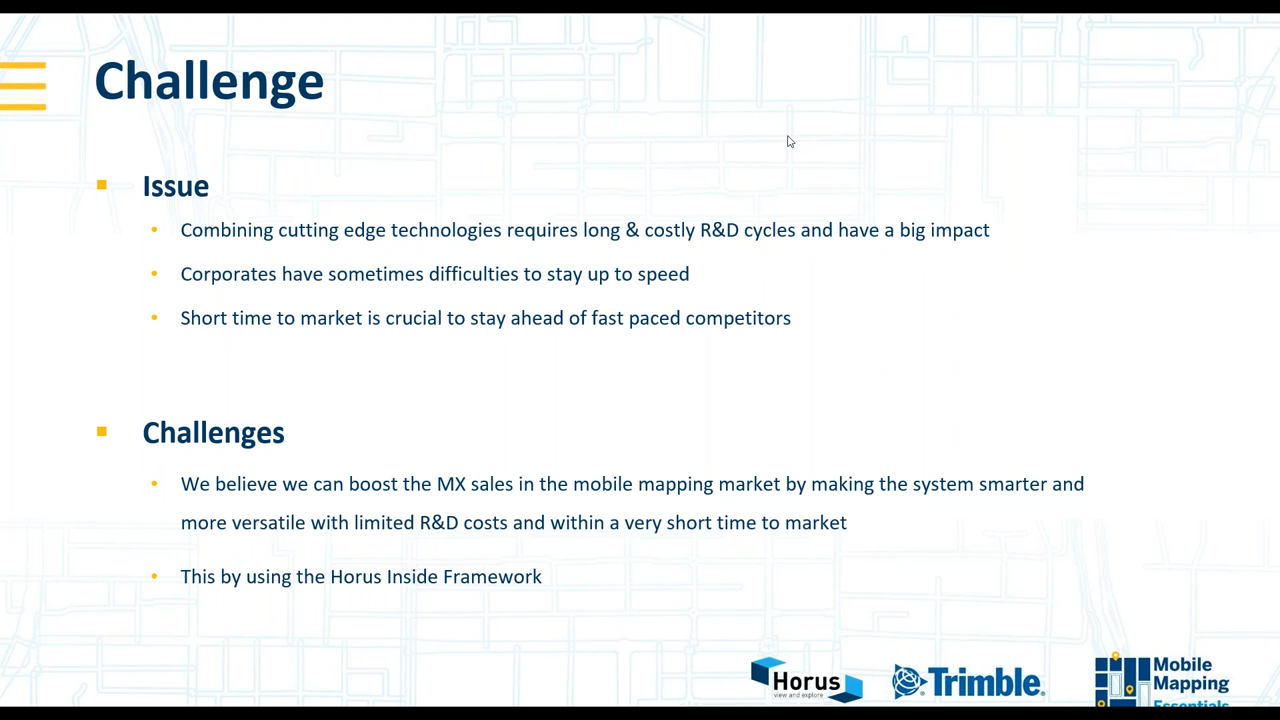 Challenge
Issue
Combining cutting edge technologies requires long & costly R&D cycles and have a big impact
Corporates have sometimes difficulties to stay up to speed
Short time to market is crucial to stay ahead of fast paced competitors
Challenges
We believe we can boost the MX sales in the mobile mapping market by making the system smarter and
more versatile with limited R&D costs and within a very short time to market
This by using the Horus Inside Framework
Horus
view and explore
Trimble.
Mobile
Mapping
Essentials